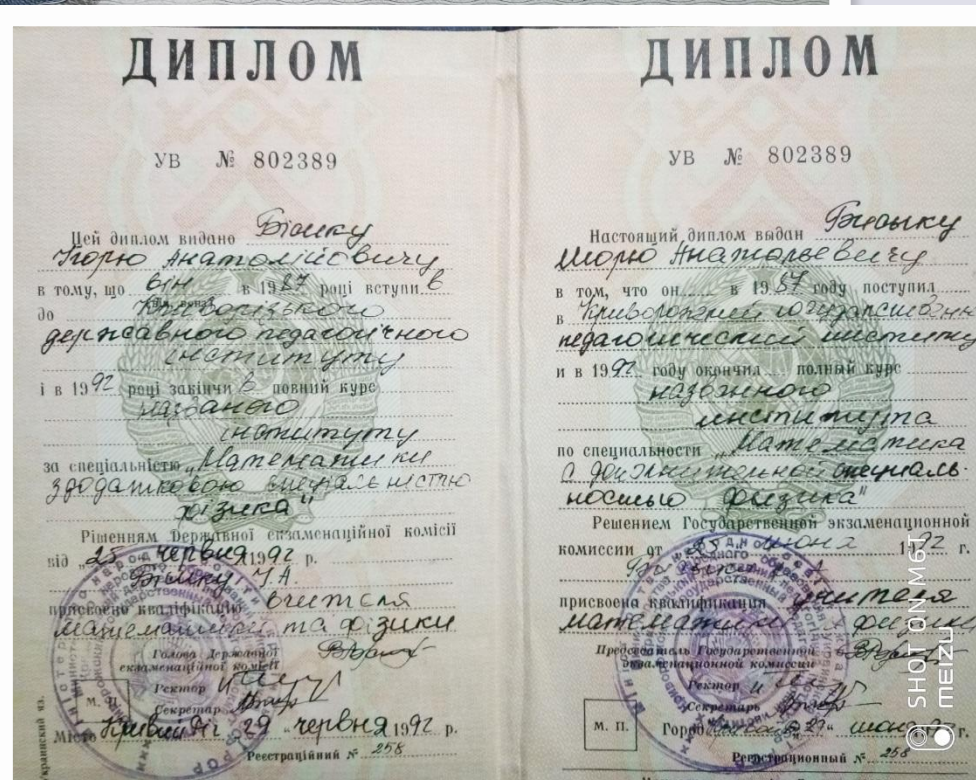 ДИПЛОМ
УВ № 802389
Цей диплом видано
Ігорю Анатолійовичу
в тому, що він в 1987 році вступив
до Криворізького
державного педагогічного
інституту
і в 1992 році закінчив повний курс
названого
інституту
за спеціальністю „Математики
з додатковою спеціальністю
фізика"
Рішенням Державної екзаменаційної комісії
від „25 червня 1992 р.
присвоєно кваліфікацію вчителя
математики та фізики
Голова Державної
екзаменаційної комісії
Ректор
Секретар
М. П.
Місто Кривий Ріг 29 „ червня 1992 р.
Реєстраційний № 258
ДИПЛОМ
УВ № 802389
Настоящий диплом выдан
Игорю Анатольевичу
в том, что он в 1987 году поступил
в Криворожский государственн
педагогический институт
и в 1992 году окончил полный курс
названного
института
по специальности „Математика
с дополнительной специаль-
ностью физика"
Решением Государственной экзаменационной
комиссии от 25 июня 1992 г.
присвоена квалификация учителя
математики физики
Председатель Государственной
экзаменационной комиссии
Ректор
Секретарь
М. П.
Город 29 г.
Регистрационный № 258
SHOT ON M6T
MEIZU